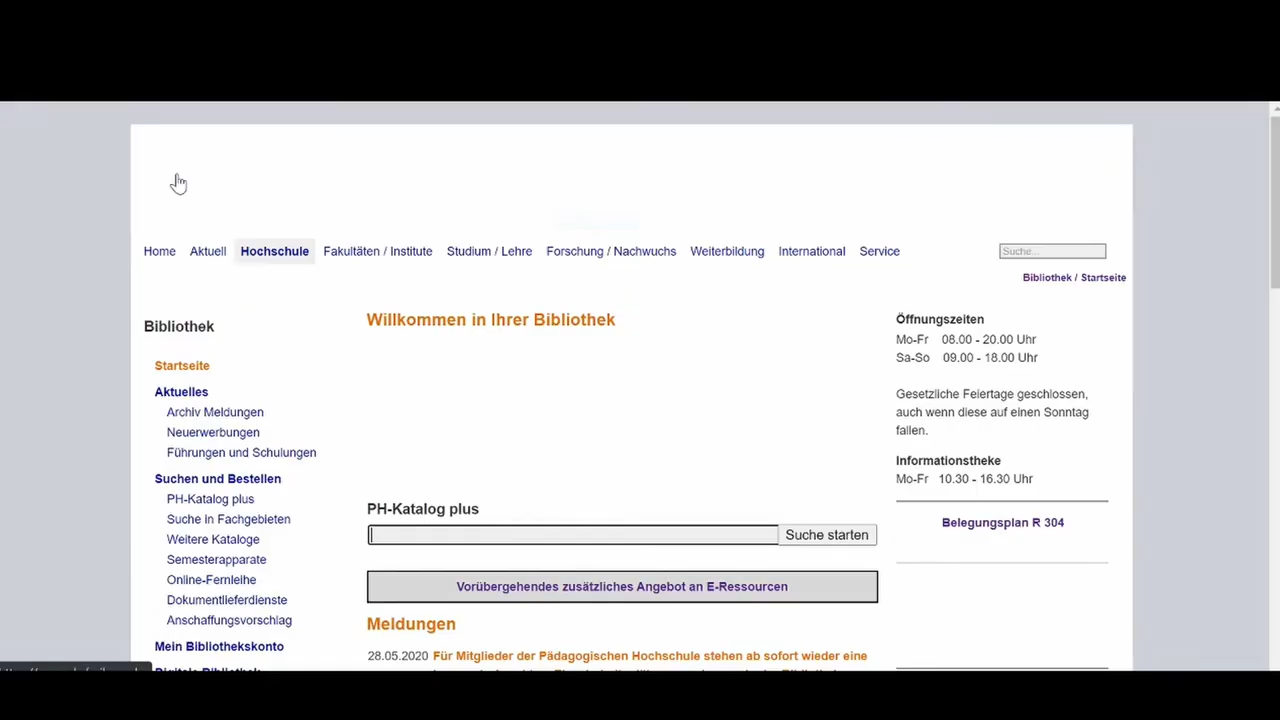 Home Aktuell Hochschule Fakultäten / Institute Studium / Lehre Forschung / Nachwuchs Weiterbildung International Service Suche...
Bibliothek / Startseite
Bibliothek
Startseite
Aktuelles
Archiv Meldungen
Neuerwerbungen
Führungen und Schulungen
Suchen und Bestellen
PH-Katalog plus
Suche in Fachgebieten
Weitere Kataloge
Semesterapparate
Online-Fernleihe
Dokumentlieferdienste
Anschaffungsvorschlag
Mein Bibliothekskonto
Willkommen in Ihrer Bibliothek
PH-Katalog plus
Suche starten
Vorübergehendes zusätzliches Angebot an E-Ressourcen
Meldungen
28.05.2020 Für Mitglieder der Pädagogischen Hochschule stehen ab sofort wieder eine
Öffnungszeiten
Mo-Fr 08.00 - 20.00 Uhr
Sa-So 09.00 - 18.00 Uhr
Gesetzliche Feiertage geschlossen,
auch wenn diese auf einen Sonntag
fallen.
Informationstheke
Mo-Fr 10.30 - 16.30 Uhr
Belegungsplan R 304